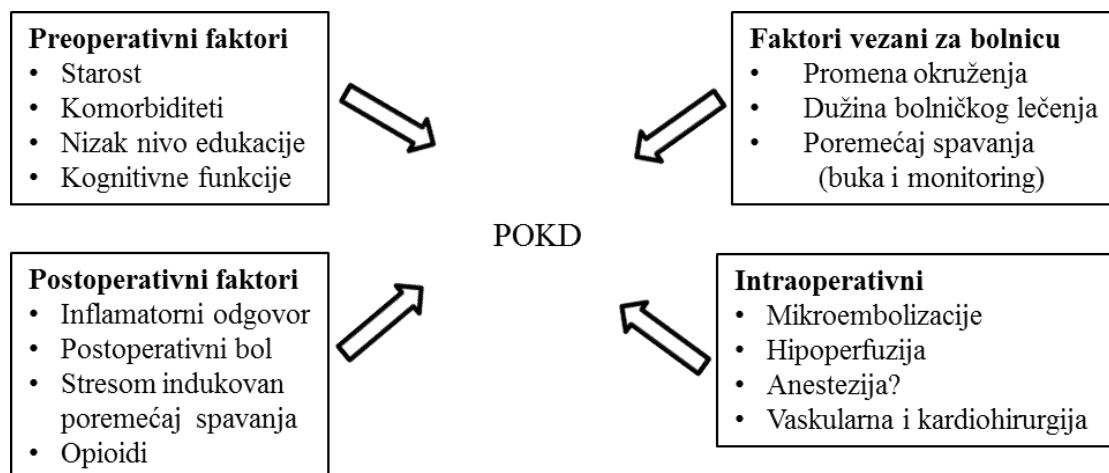 Preoperativni faktori
• Starost
• Komorbiditeti
• Nizak nivo edukacije
• Kognitivne funkcije
Faktori vezani za bolnicu
• Promena okruženja
• Dužina bolničkog lečenja
• Poremećaj spavanja
(buka i monitoring)
POKD
Postoperativni faktori
• Inflamatorni odgovor
• Postoperativni bol
• Stresom indukovan
poremećaj spavanja
• Opioidi
Intraoperativni
• Mikroembolizacije
• Hipoperfuzija
• Anestezija?
• Vaskularna i kardiohirurgija